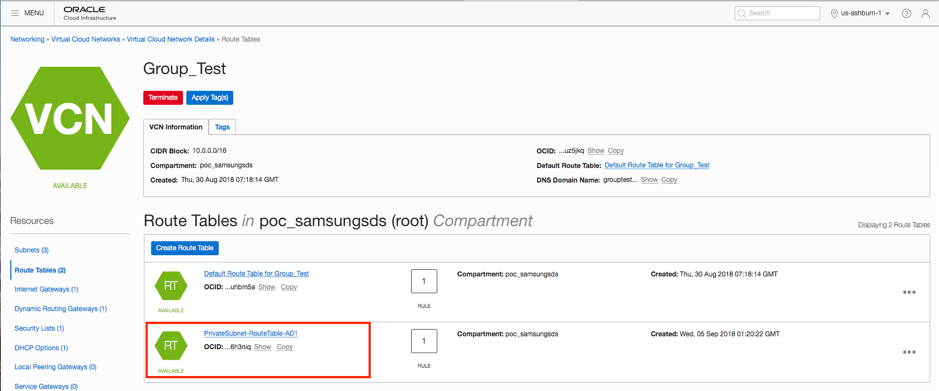 MENU
ORACLE
Cloud Infrastructure
Search
us-ashburn-1
Networking » Virtual Cloud Networks » Virtual Cloud Network Details » Route Tables
VCN
AVAILABLE
Group_Test
Terminate Apply Tag(s)
VCN Information Tags
CIDR Block: 10.0.0.0/16
Compartment: poc_samsungsds
Created: Thu, 30 Aug 2018 07:18:14 GMT
OCID: ...uz5jkq Show Copy
Default Route Table: Default Route Table for Group_Test
DNS Domain Name: grouptest... Show Copy
Resources
Subnets (3)
Route Tables (2)
Internet Gateways (1)
Dynamic Routing Gateways (1)
Security Lists (1)
DHCP Options (1)
Local Peering Gateways (0)
Service Gateways (0)
Route Tables in poc_samsungsds (root) Compartment
Displaying 2 Route Tables
Create Route Table
RT
AVAILABLE
Default Route Table for Group_Test
OCID: ...uhbm5a Show Copy
1
RULE
Compartment: poc_samsungsds
Created: Thu, 30 Aug 2018 07:18:14 GMT
RT
AVAILABLE
PrivateSubnet-RouteTable-AD1
OCID: ...6h3niq Show Copy
1
RULE
Compartment: poc_samsungsds
Created: Wed, 05 Sep 2018 01:20:22 GMT